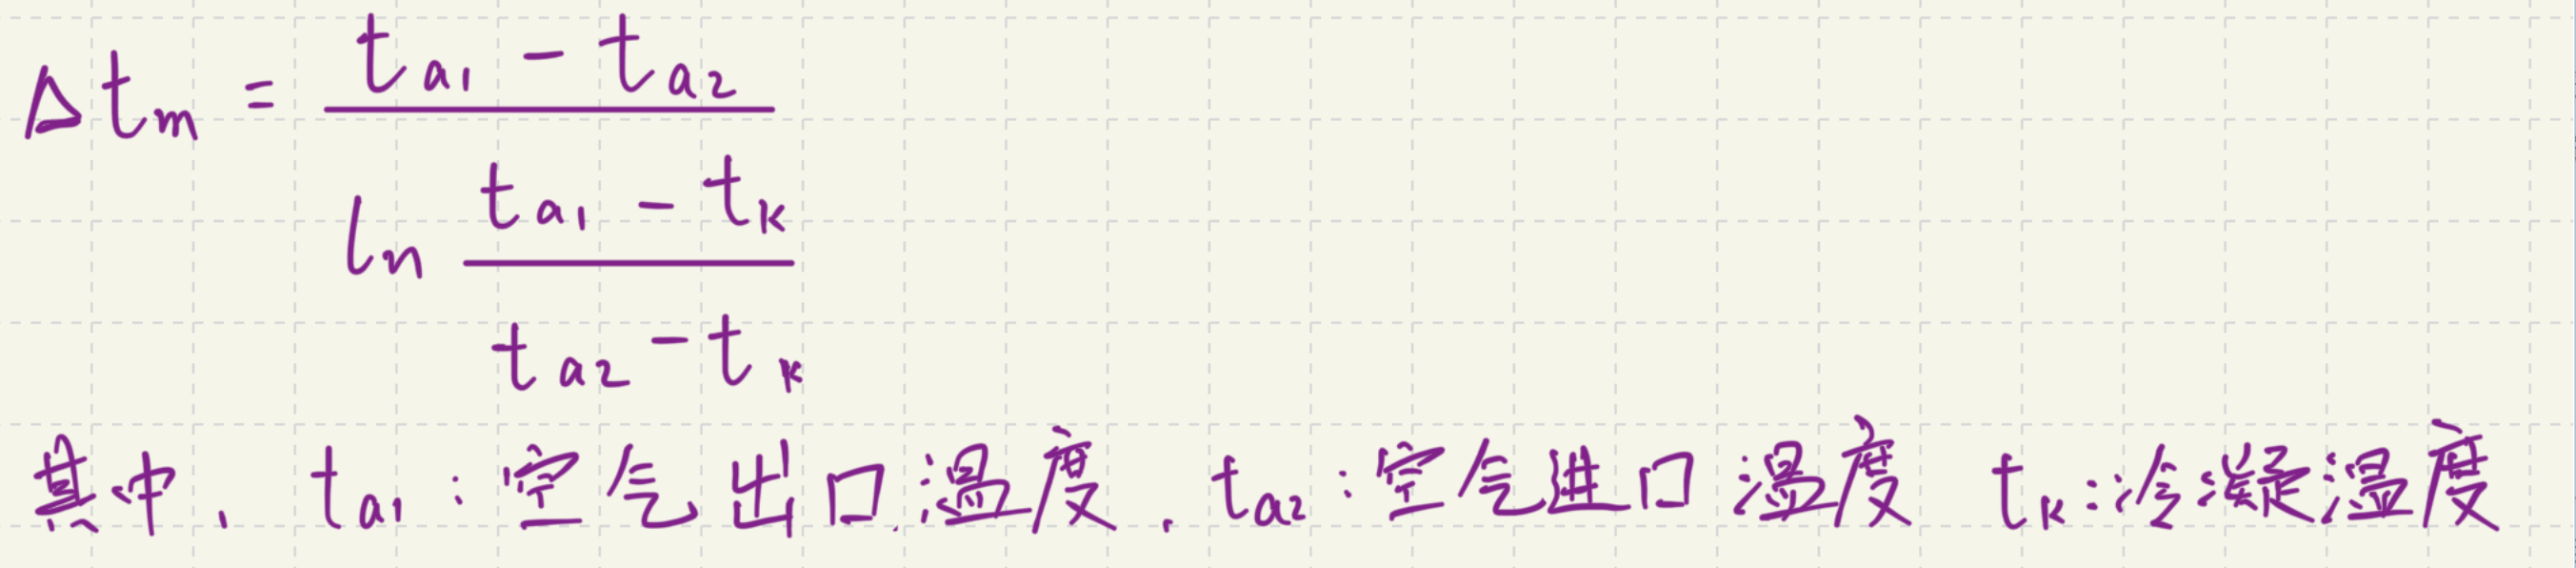 Δtm = (ta1 - ta2) / (ln (ta1 - tk) / (ta2 - tk))
其中、ta1:空气出口温度、ta2:空气进口温度 tk:冷凝温度